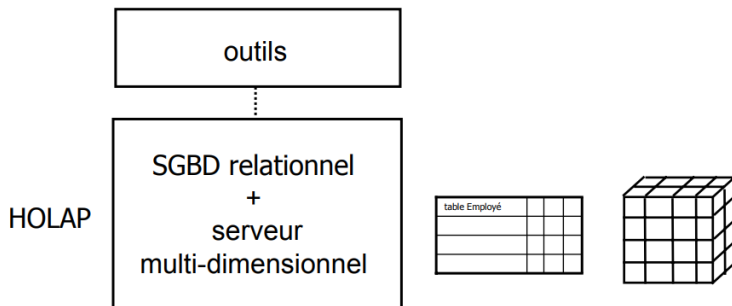 outils
SGBD relationnel
+
serveur
multi-dimensionnel
HOLAP
table Employé